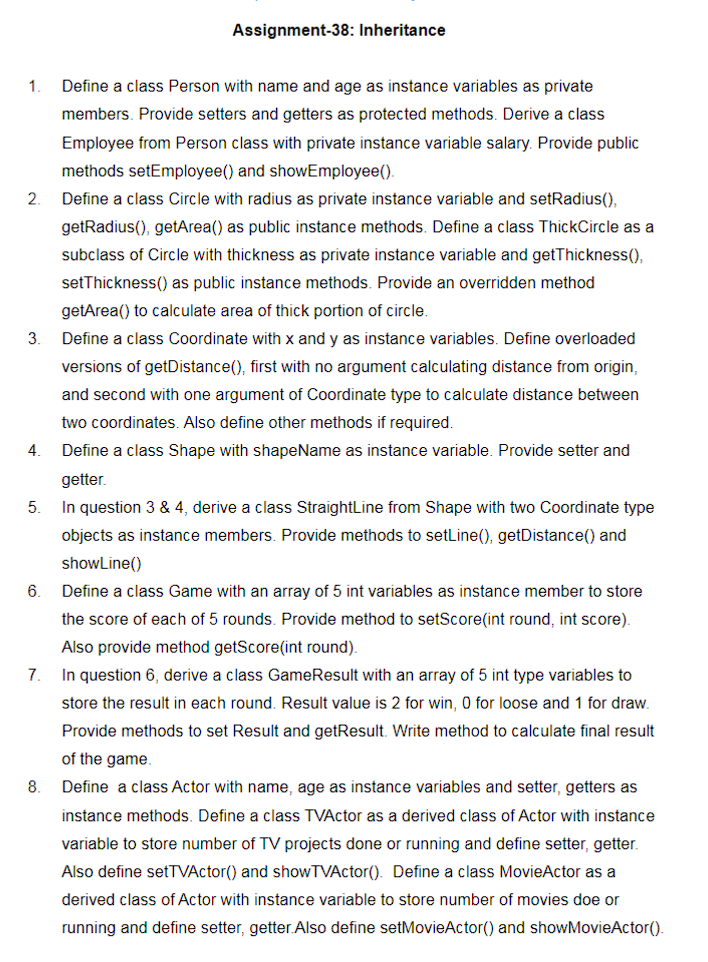 Assignment-38: Inheritance
1. Define a class Person with name and age as instance variables as private
members. Provide setters and getters as protected methods. Derive a class
Employee from Person class with private instance variable salary. Provide public
methods setEmployee() and showEmployee().
2. Define a class Circle with radius as private instance variable and setRadius(),
getRadius(), getArea() as public instance methods. Define a class ThickCircle as a
subclass of Circle with thickness as private instance variable and getThickness(),
setThickness() as public instance methods. Provide an overridden method
getArea() to calculate area of thick portion of circle.
3. Define a class Coordinate with x and y as instance variables. Define overloaded
versions of getDistance(), first with no argument calculating distance from origin,
and second with one argument of Coordinate type to calculate distance between
two coordinates. Also define other methods if required.
4. Define a class Shape with shapeName as instance variable. Provide setter and
getter.
5. In question 3 & 4, derive a class StraightLine from Shape with two Coordinate type
objects as instance members. Provide methods to setLine(), getDistance() and
showLine()
6. Define a class Game with an array of 5 int variables as instance member to store
the score of each of 5 rounds. Provide method to setScore(int round, int score).
Also provide method getScore(int round).
7. In question 6, derive a class GameResult with an array of 5 int type variables to
store the result in each round. Result value is 2 for win, 0 for loose and 1 for draw.
Provide methods to set Result and getResult. Write method to calculate final result
of the game.
8. Define  a class Actor with name, age as instance variables and setter, getters as
instance methods. Define a class TVActor as a derived class of Actor with instance
variable to store number of TV projects done or running and define setter, getter.
Also define setTVActor() and showTVActor().  Define a class MovieActor as a
derived class of Actor with instance variable to store number of movies doe or
running and define setter, getter.Also define setMovieActor() and showMovieActor().